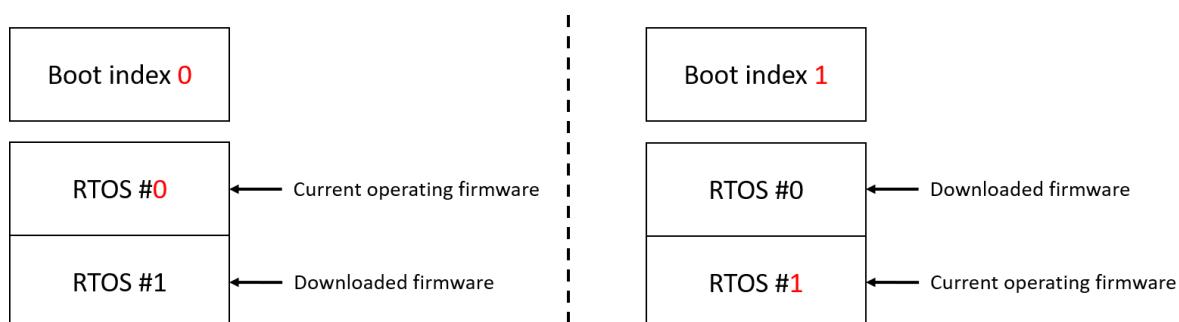 Boot index 0
RTOS #0
Current operating firmware
RTOS #1
Downloaded firmware
Boot index 1
RTOS #0
Downloaded firmware
RTOS #1
Current operating firmware